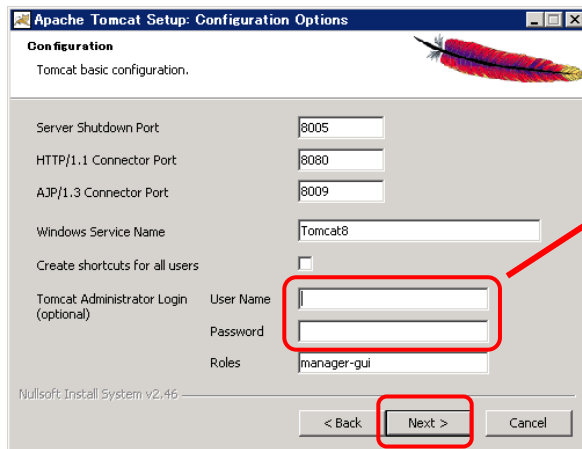 Apache Tomcat Setup: Configuration Options
Configuration
Tomcat basic configuration.
Server Shutdown Port 8005
HTTP/1.1 Connector Port 8080
AJP/1.3 Connector Port 8009
Windows Service Name Tomcat8
Create shortcuts for all users
Tomcat Administrator Login User Name
(optional)
Password
Roles manager-gui
Nullsoft Install System v2.46
< Back Next > Cancel